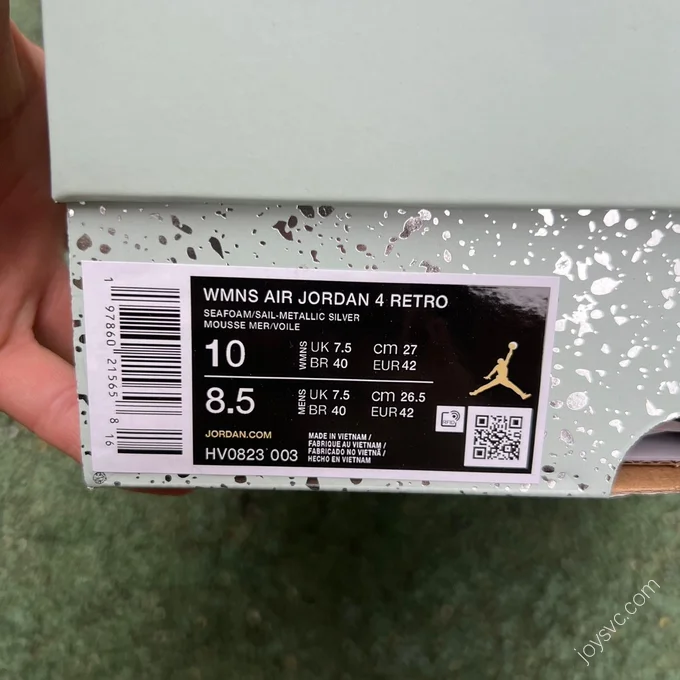 WMNS AIR JORDAN 4 RETRO
SEAFOAM/SAIL-METALLIC SILVER
MOUSSE MER/VOILE
10 WMNS UK 7.5 cm 27
BR 40 EUR 42
8.5 MENS UK 7.5 cm 26.5
BR 40 EUR 42
JORDAN.COM
HV0823 003
MADE IN VIETNAM /
FABRIQUE AU VIETNAM /
FABRICADO NO VIETNÃ /
HECHO EN VIETNAM
1 97860 21565 8 16
RFID
joysvc.com